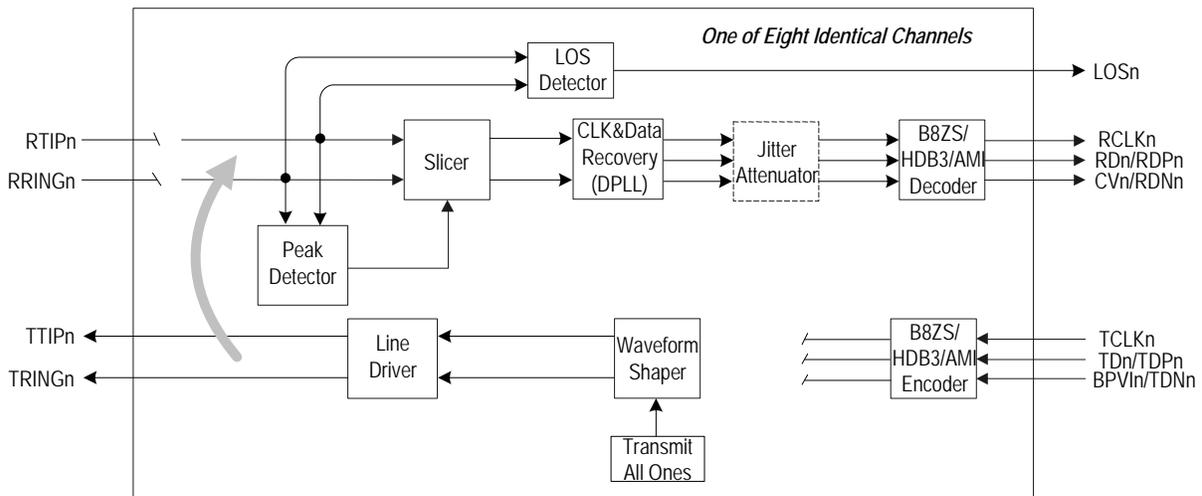 One of Eight Identical Channels
LOS
Detector
LOSn
RTIPn
RRINGn
Slicer
CLK&Data
Recovery
(DPLL)
Jitter
Attenuator
B8ZS/
HDB3/AMI
Decoder
RCLKn
RDn/RDPn
CVn/RDNn
Peak
Detector
TTIPn
TRINGn
Line
Driver
Waveform
Shaper
B8ZS/
HDB3/AMI
Encoder
TCLKn
TDn/TDPn
BPVIn/TDNn
Transmit
All Ones